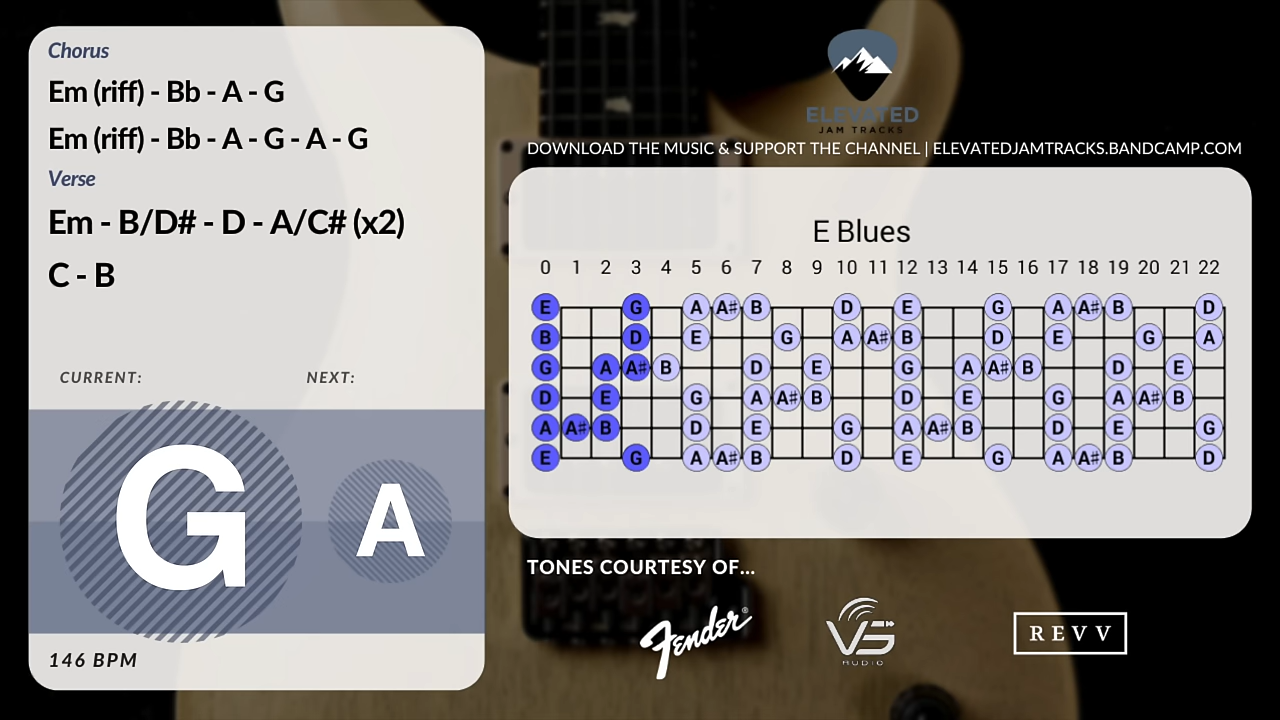 Chorus
Em (riff) - Bb - A - G
Em (riff) - Bb - A - G - A - G
Verse
Em - B/D# - D - A/C# (x2)
C - B
CURRENT:
NEXT:
G
A
146 BPM
ELEVATED
JAM TRACKS
DOWNLOAD THE MUSIC & SUPPORT THE CHANNEL | ELEVATEDJAMTRACKS.BANDCAMP.COM
E Blues
0 1 2 3 4 5 6 7 8 9 10 11 12 13 14 15 16 17 18 19 20 21 22
E G A A# B D E G A A# B D
B D E G A A# B D E G A
G A A# B D E G A A# B D E
D E G A A# B D E G A A# B
A A# B D E G A A# B D E G
E G A A# B D E G A A# B D
TONES COURTESY OF...
Fender®
VS
AUDIO
REVV